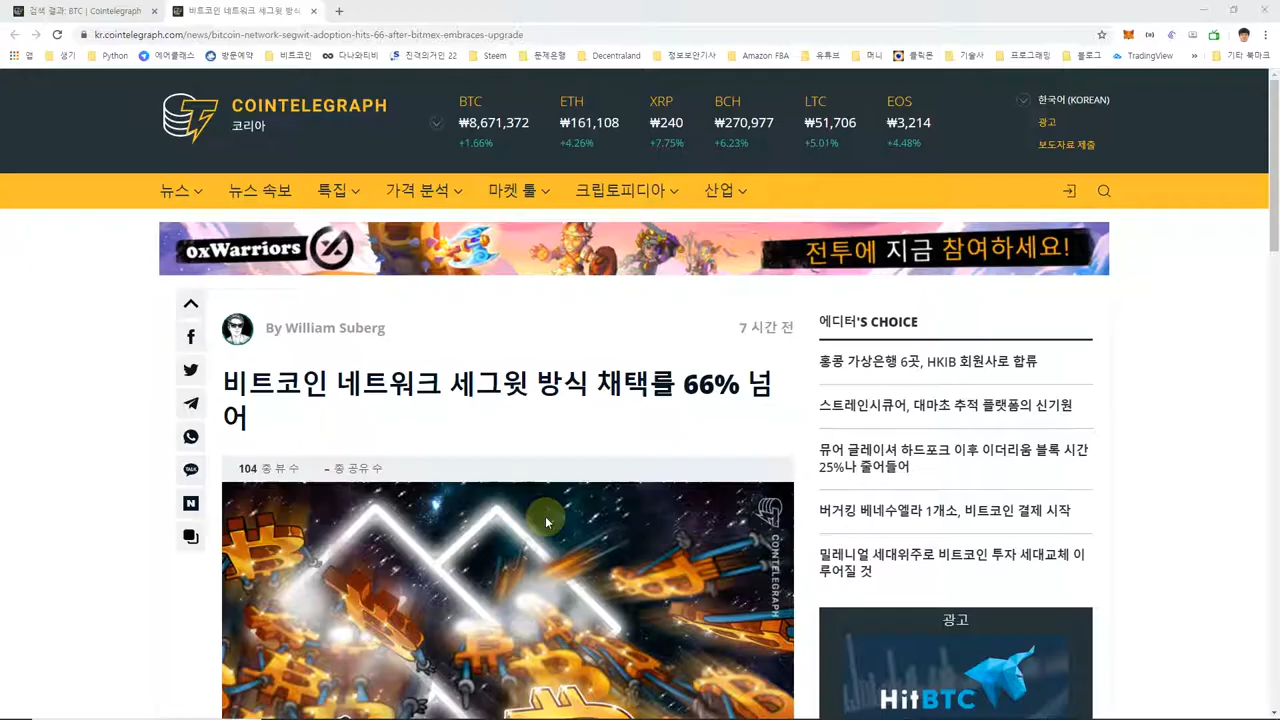 검색 결과: BTC | Cointelegraph
비트코인 네트워크 세그윗 방식
kr.cointelegraph.com/news/bitcoin-network-segwit-adoption-hits-66-after-bitmex-embraces-upgrade
앱 생기 Python 에어클래스 방문예약 비트코인 다나와티비 진격의거인 22 Steem 문제은행 Decentraland 정보보안기사 Amazon FBA 유튜브 머니 클릭몬 기술사 프로그래밍 블로그 TradingView » 기타 북마크
COINTELEGRAPH
코리아
BTC ETH XRP BCH LTC EOS
₩8,671,372 ₩161,108 ₩240 ₩270,977 ₩51,706 ₩3,214
+1.66% +4.26% +7.75% +6.23% +5.01% +4.48%
한국어 (KOREAN)
광고
보도자료 제출
뉴스 뉴스 속보 특집 가격 분석 마켓 툴 크립토피디아 산업
0xWarriors
전투에 지금 참여하세요!
By William Suberg
7 시간 전
비트코인 네트워크 세그윗 방식 채택률 66% 넘
어
104 총 뷰 수 – 총 공유 수
COINTELEGRAPH
TALK
N
에디터'S CHOICE
홍콩 가상은행 6곳, HKIB 회원사로 합류
스트레인시큐어, 대마초 추적 플랫폼의 신기원
뮤어 글레이셔 하드포크 이후 이더리움 블록 시간
25%나 줄어들어
버거킹 베네수엘라 1개소, 비트코인 결제 시작
밀레니얼 세대위주로 비트코인 투자 세대교체 이
루어질 것
광고
HitBTC